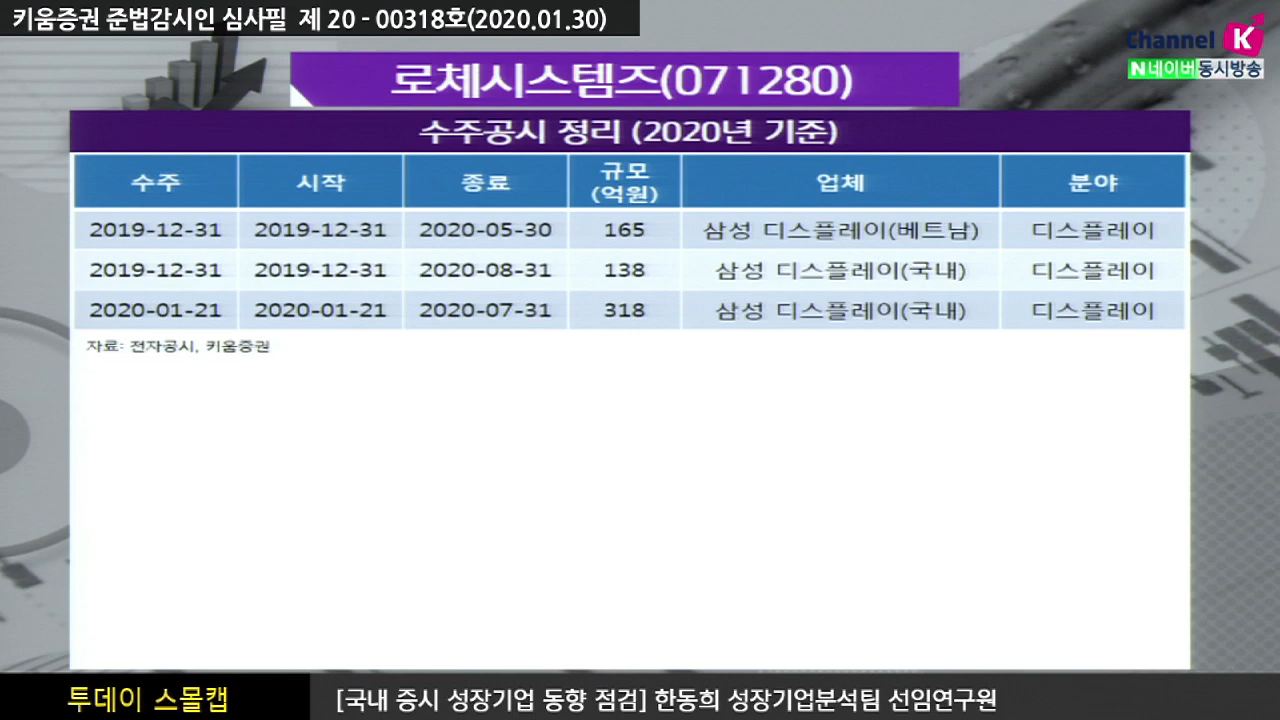 키움증권 준법감시인 심사필 제 20 - 00318호(2020.01.30)
Channel K
N 네이버 동시방송
로체시스템즈(071280)
수주공시 정리 (2020년 기준)
수주 시작 종료 규모 (억원) 업체 분야
2019-12-31 2019-12-31 2020-05-30 165 삼성 디스플레이(베트남) 디스플레이
2019-12-31 2019-12-31 2020-08-31 138 삼성 디스플레이(국내) 디스플레이
2020-01-21 2020-01-21 2020-07-31 318 삼성 디스플레이(국내) 디스플레이
자료: 전자공시, 키움증권
투데이 스몰캡 [국내 증시 성장기업 동향 점검] 한동희 성장기업분석팀 선임연구원